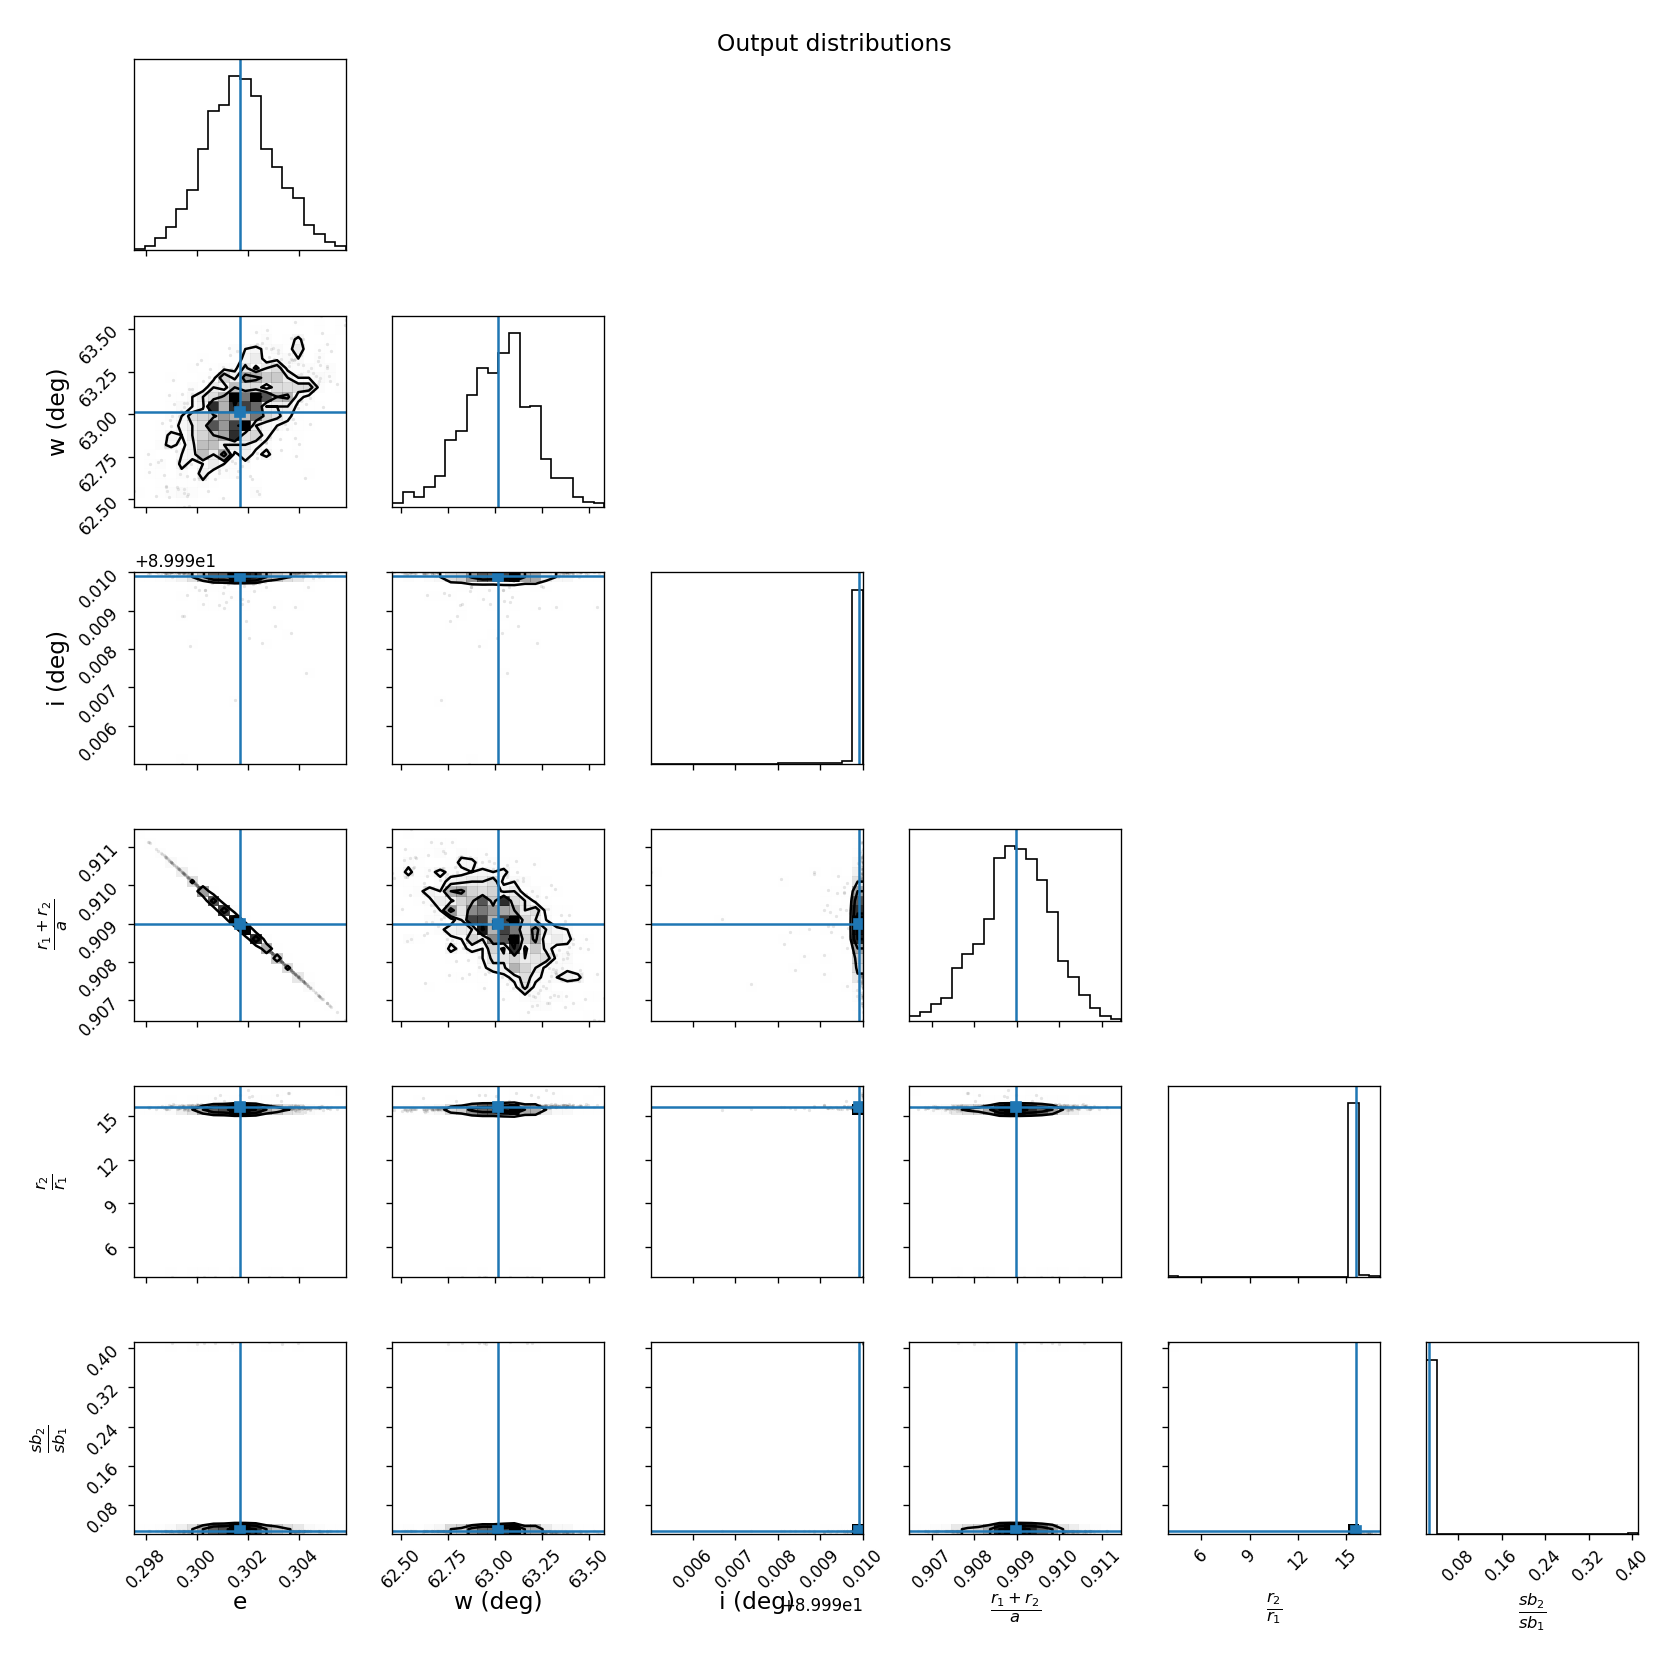 Output distributions
63.50
63.25
63.00
62.75
62.50
w (deg)
+8.999e1
0.010
0.009
0.008
0.007
0.006
i (deg)
0.911
0.910
0.909
0.908
0.907
r1 + r2
a
15
12
9
6
r2
r1
0.40
0.32
0.24
0.16
0.08
sb2
sb1
0.298 0.300 0.302 0.304
e
62.50 62.75 63.00 63.25 63.50
w (deg)
0.006 0.007 0.008 0.009 0.010
i (deg)
+8.999e1
0.907 0.908 0.909 0.910 0.911
r1 + r2
a
6 9 12 15
r2
r1
0.08 0.16 0.24 0.32 0.40
sb2
sb1